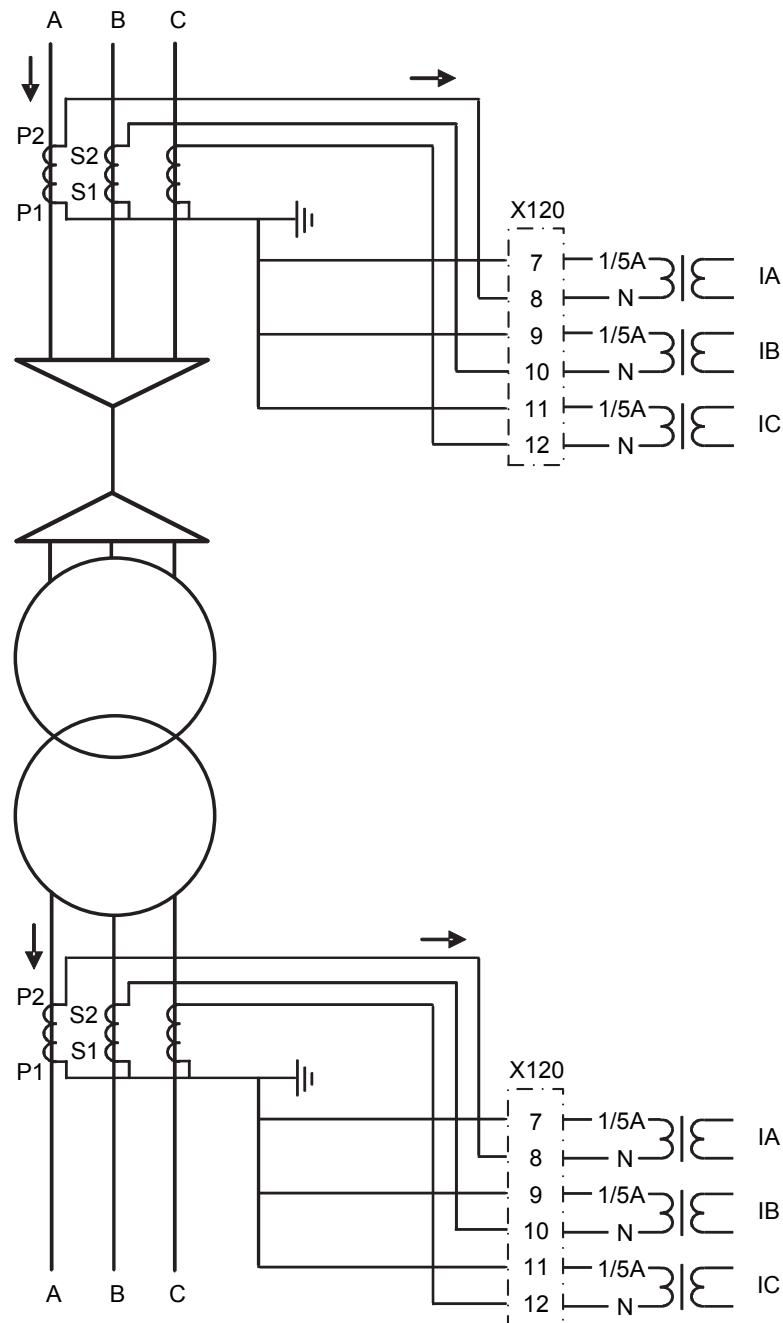 A B C
P2
S2
P1
S1
X120
7 1/5A
IA
8 N
9 1/5A
IB
10 N
11 1/5A
IC
12 N
P2
S2
P1
S1
X120
7 1/5A
IA
8 N
9 1/5A
IB
10 N
11 1/5A
IC
12 N
A B C